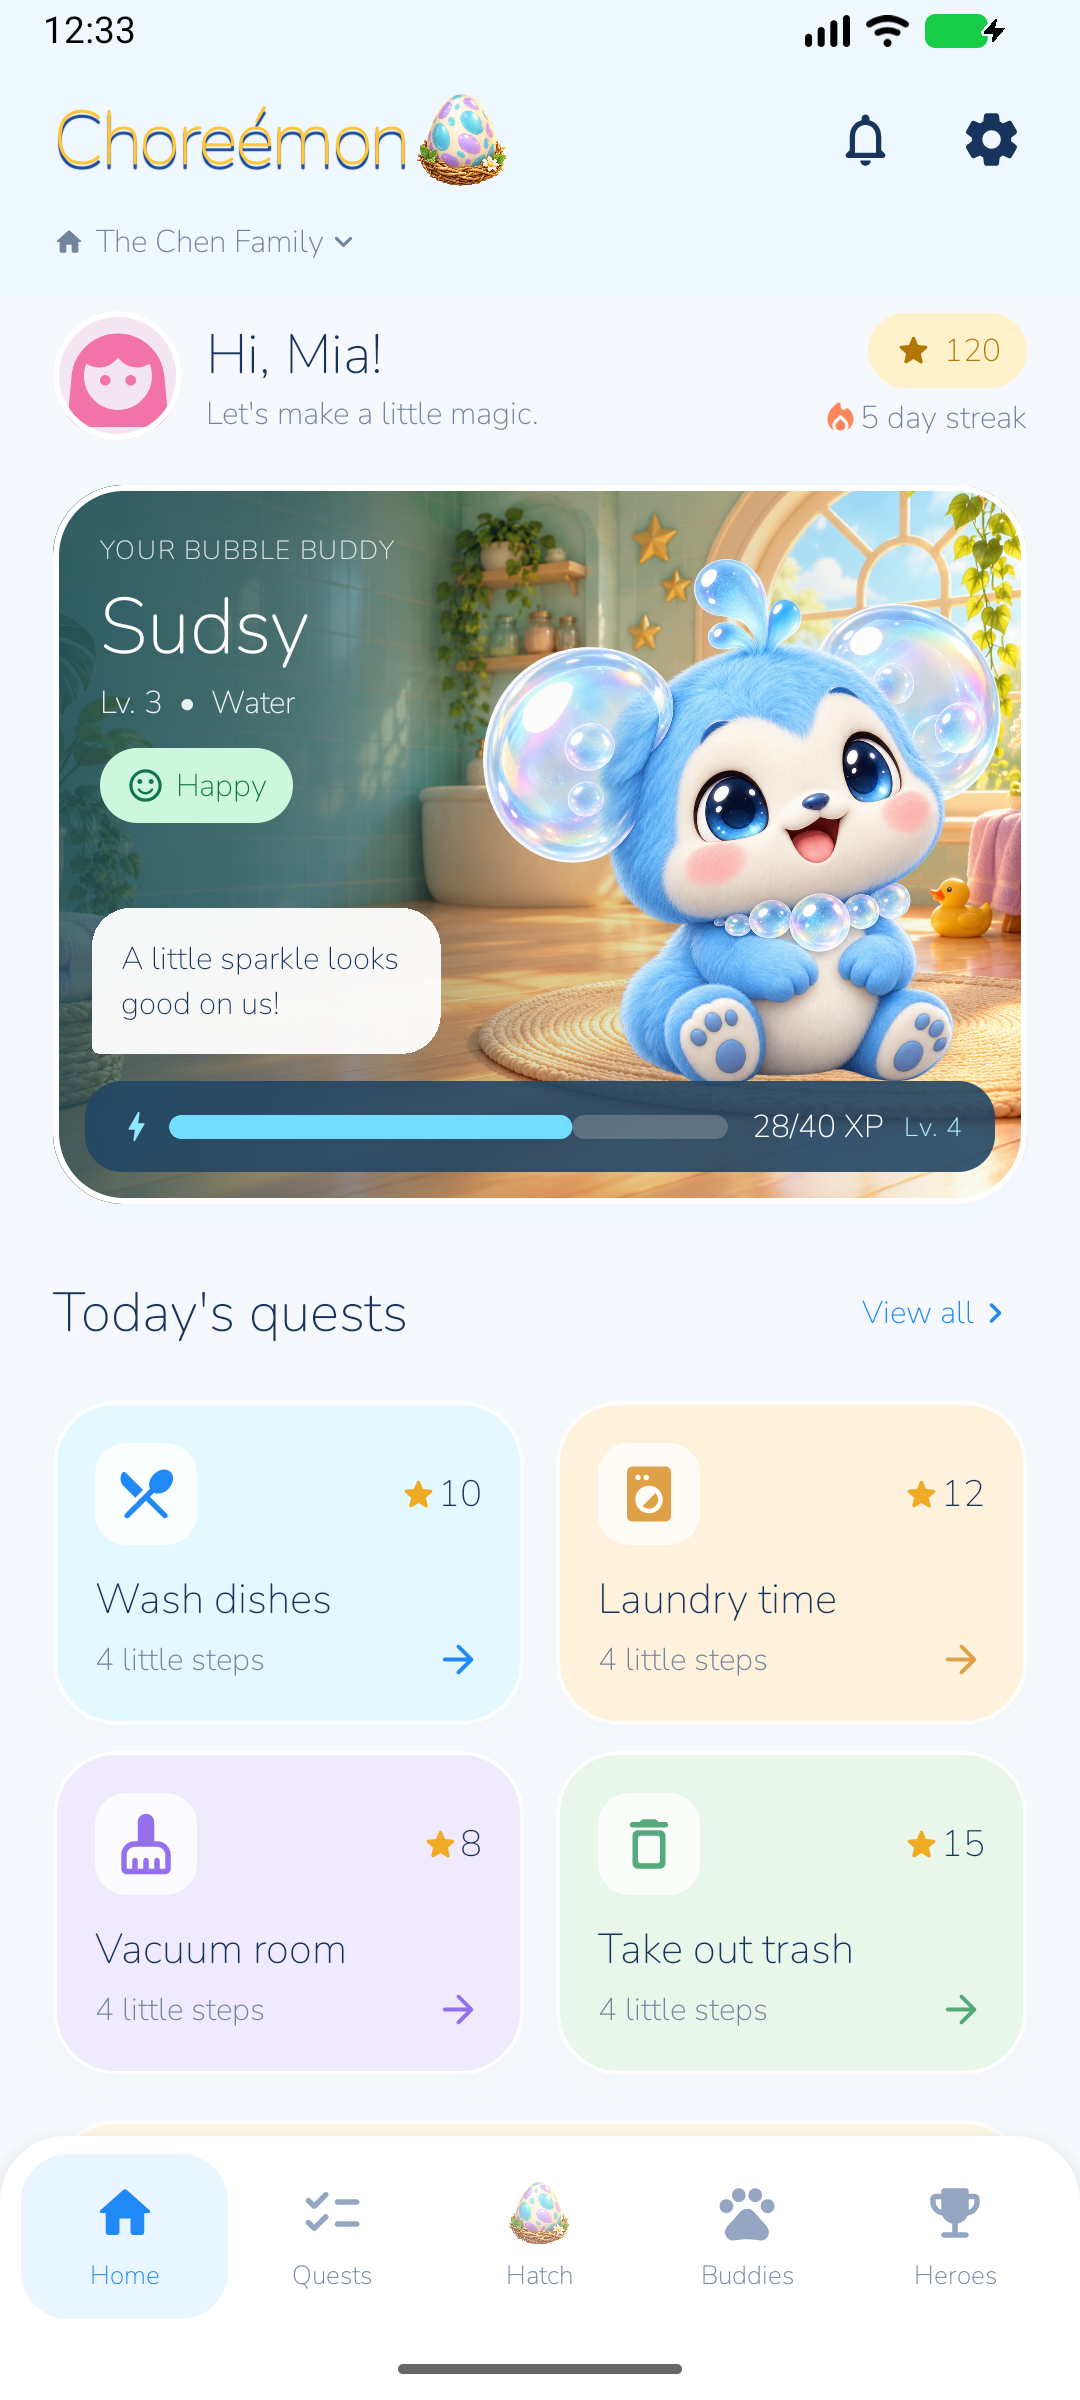 12:33
Choreémon
The Chen Family
Hi, Mia!
Let's make a little magic.
120
5 day streak
YOUR BUBBLE BUDDY
Sudsy
Lv. 3 • Water
Happy
A little sparkle looks
good on us!
28/40 XP Lv. 4
Today's quests
View all
10
Wash dishes
4 little steps
12
Laundry time
4 little steps
8
Vacuum room
4 little steps
15
Take out trash
4 little steps
Home
Quests
Hatch
Buddies
Heroes